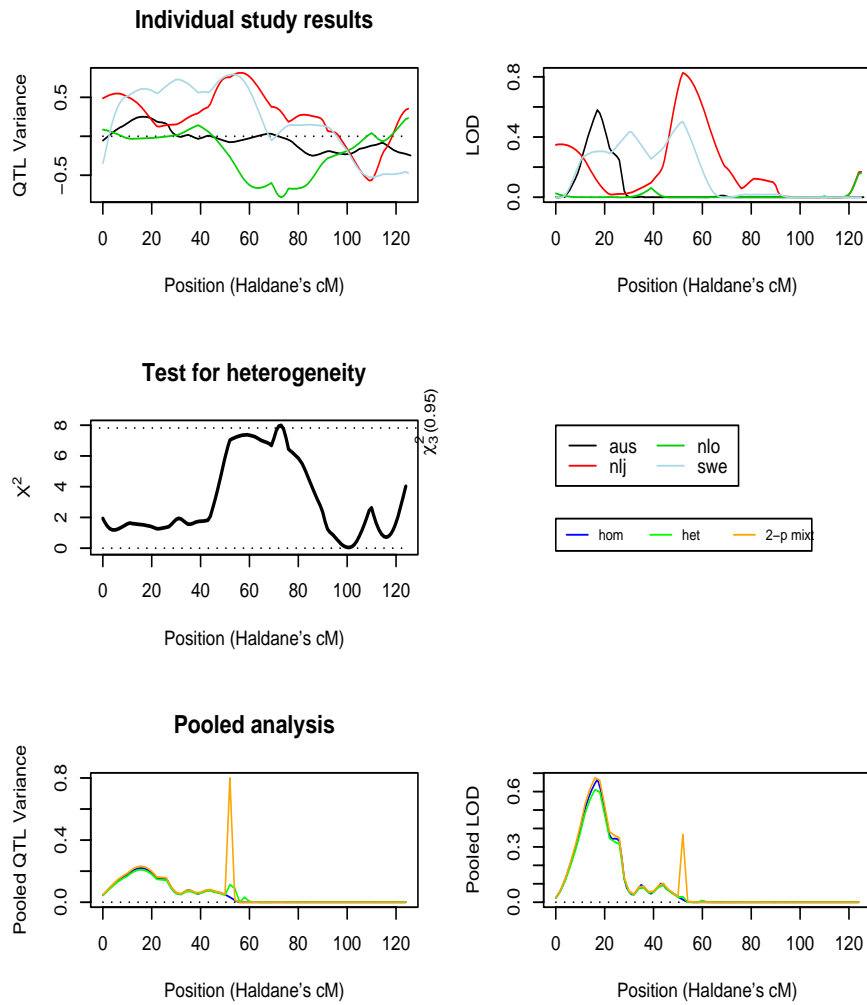 Individual study results
QTL Variance
−0.5
0.5
0 20 40 60 80 100 120
Position (Haldane's cM)
LOD
0.0 0.4 0.8
0 20 40 60 80 100 120
Position (Haldane's cM)
Test for heterogeneity
X²
0 2 4 6 8
χ²₃(0.95)
0 20 40 60 80 100 120
Position (Haldane's cM)
aus nlo
nlj swe
hom het 2−p mixt
Pooled analysis
Pooled QTL Variance
0.0 0.4 0.8
0 20 40 60 80 100 120
Position (Haldane's cM)
Pooled LOD
0.0 0.3 0.6
0 20 40 60 80 100 120
Position (Haldane's cM)